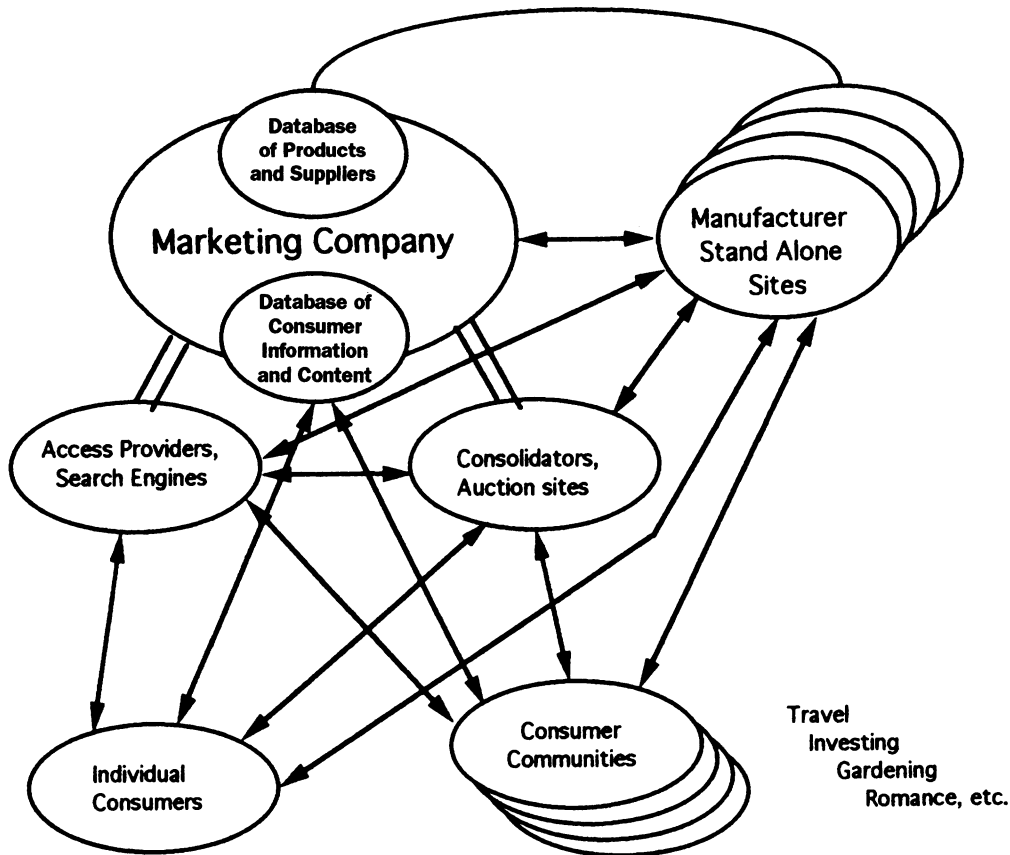 Database
of Products
and Suppliers
Marketing Company
Manufacturer
Stand Alone
Sites
Database of
Consumer
Information
and Content
Access Providers,
Search Engines
Consolidators,
Auction sites
Individual
Consumers
Consumer
Communities
Travel
Investing
Gardening
Romance, etc.